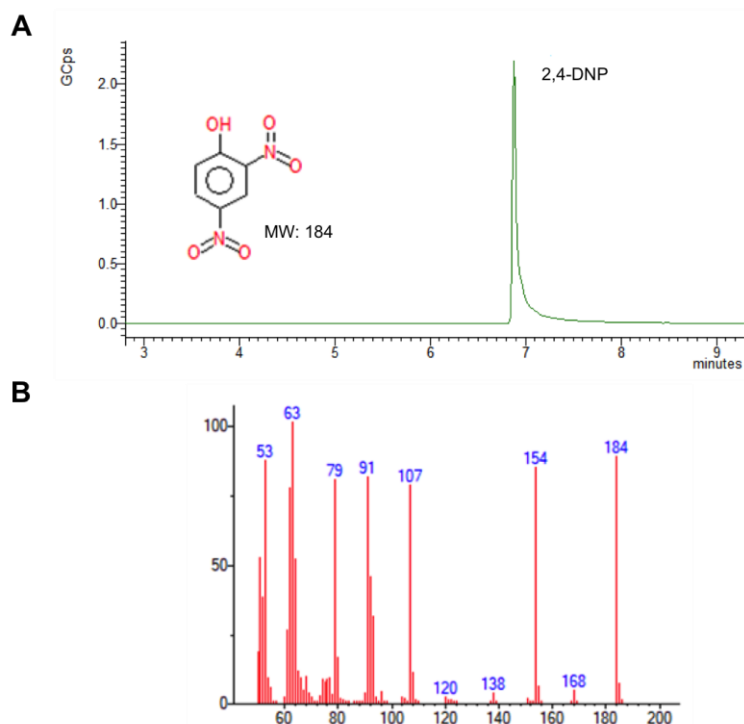 A
GCps
2.0
1.5
1.0
0.5
0.0
OH
O
N
O
N
O
O
MW: 184
2,4-DNP
3 4 5 6 7 8 9
minutes
B
100
50
0
53 63 79 91 107 120 138 154 168 184
60 80 100 120 140 160 180 200